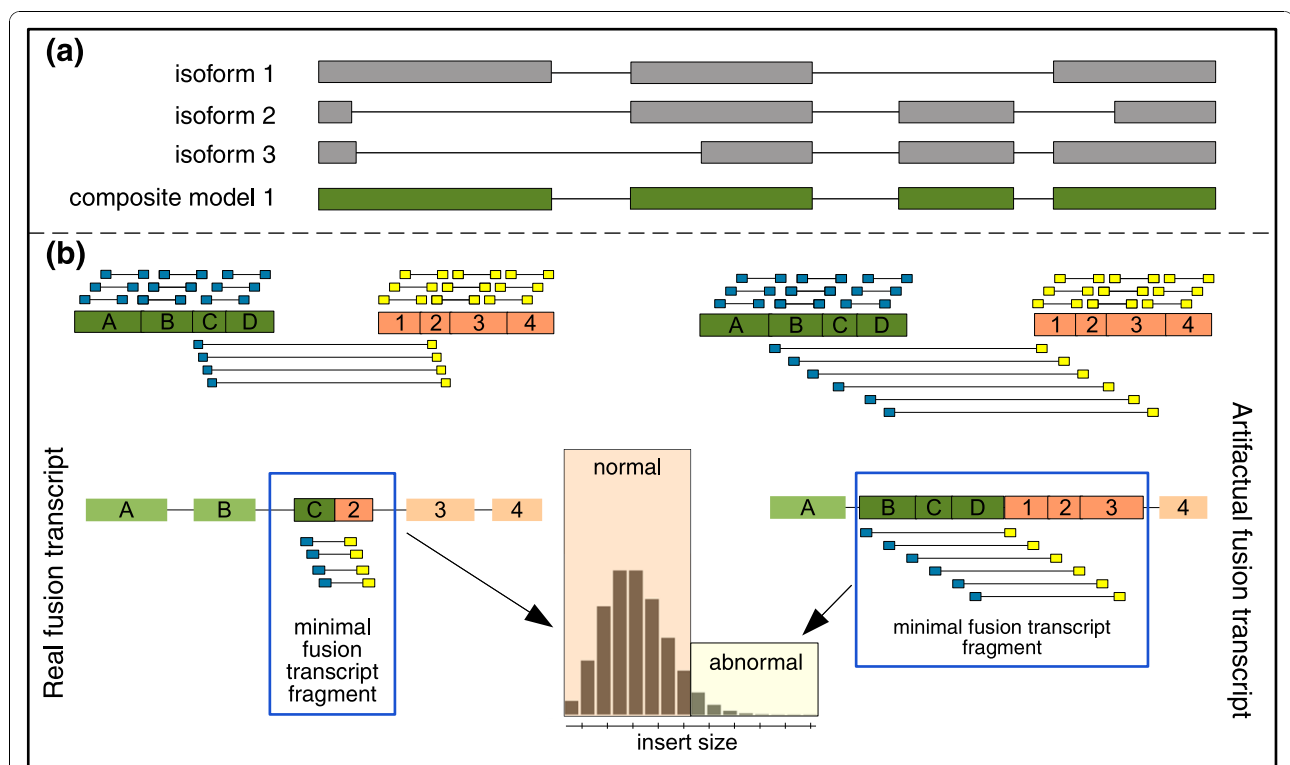 (a)
isoform 1
isoform 2
isoform 3
composite model 1
(b)
A B C D
1 2 3 4
A B C D
1 2 3 4
Real fusion transcript
A B C 2 3 4
minimal
fusion
transcript
fragment
normal
abnormal
insert size
A B C D 1 2 3 4
minimal fusion transcript
fragment
Artifactual fusion transcript